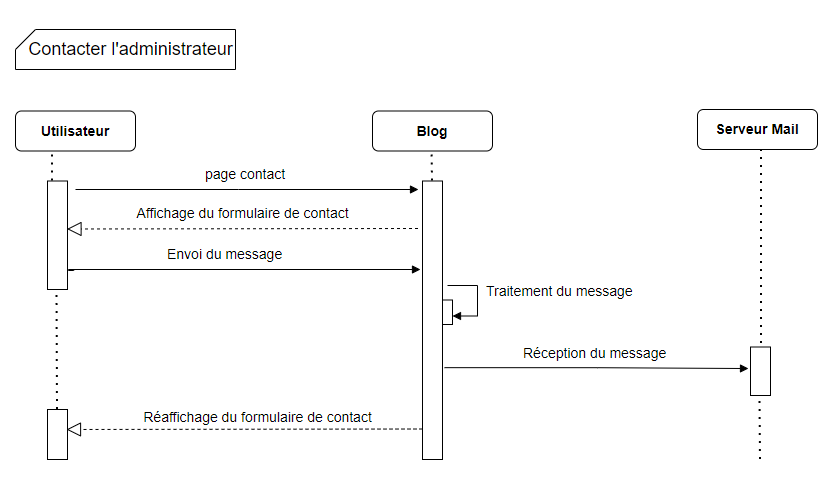 Contacter l'administrateur
Utilisateur
Blog
Serveur Mail
page contact
Affichage du formulaire de contact
Envoi du message
Traitement du message
Réception du message
Réaffichage du formulaire de contact